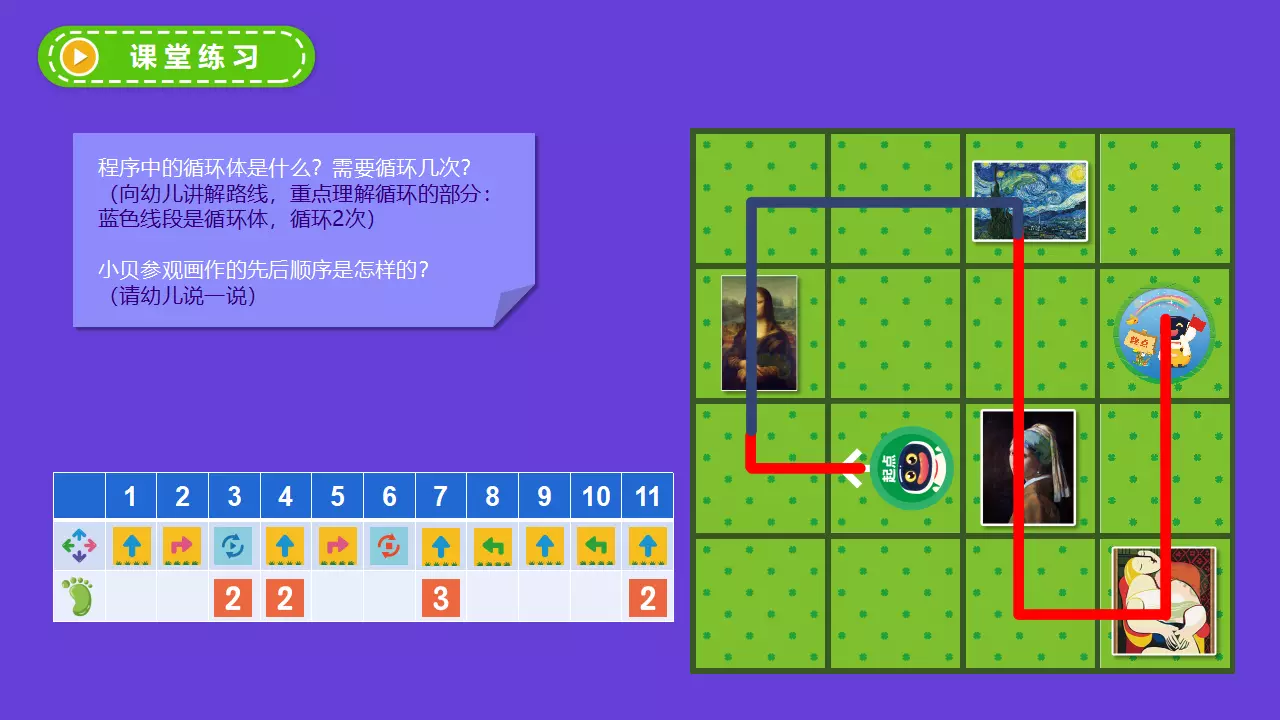 课堂练习
程序中的循环体是什么？需要循环几次？
（向幼儿讲解路线，重点理解循环的部分：
蓝色线段是循环体，循环2次）
小贝参观画作的先后顺序是怎样的？
（请幼儿说一说）
1 2 3 4 5 6 7 8 9 10 11
2 2 3 2
终点
起点